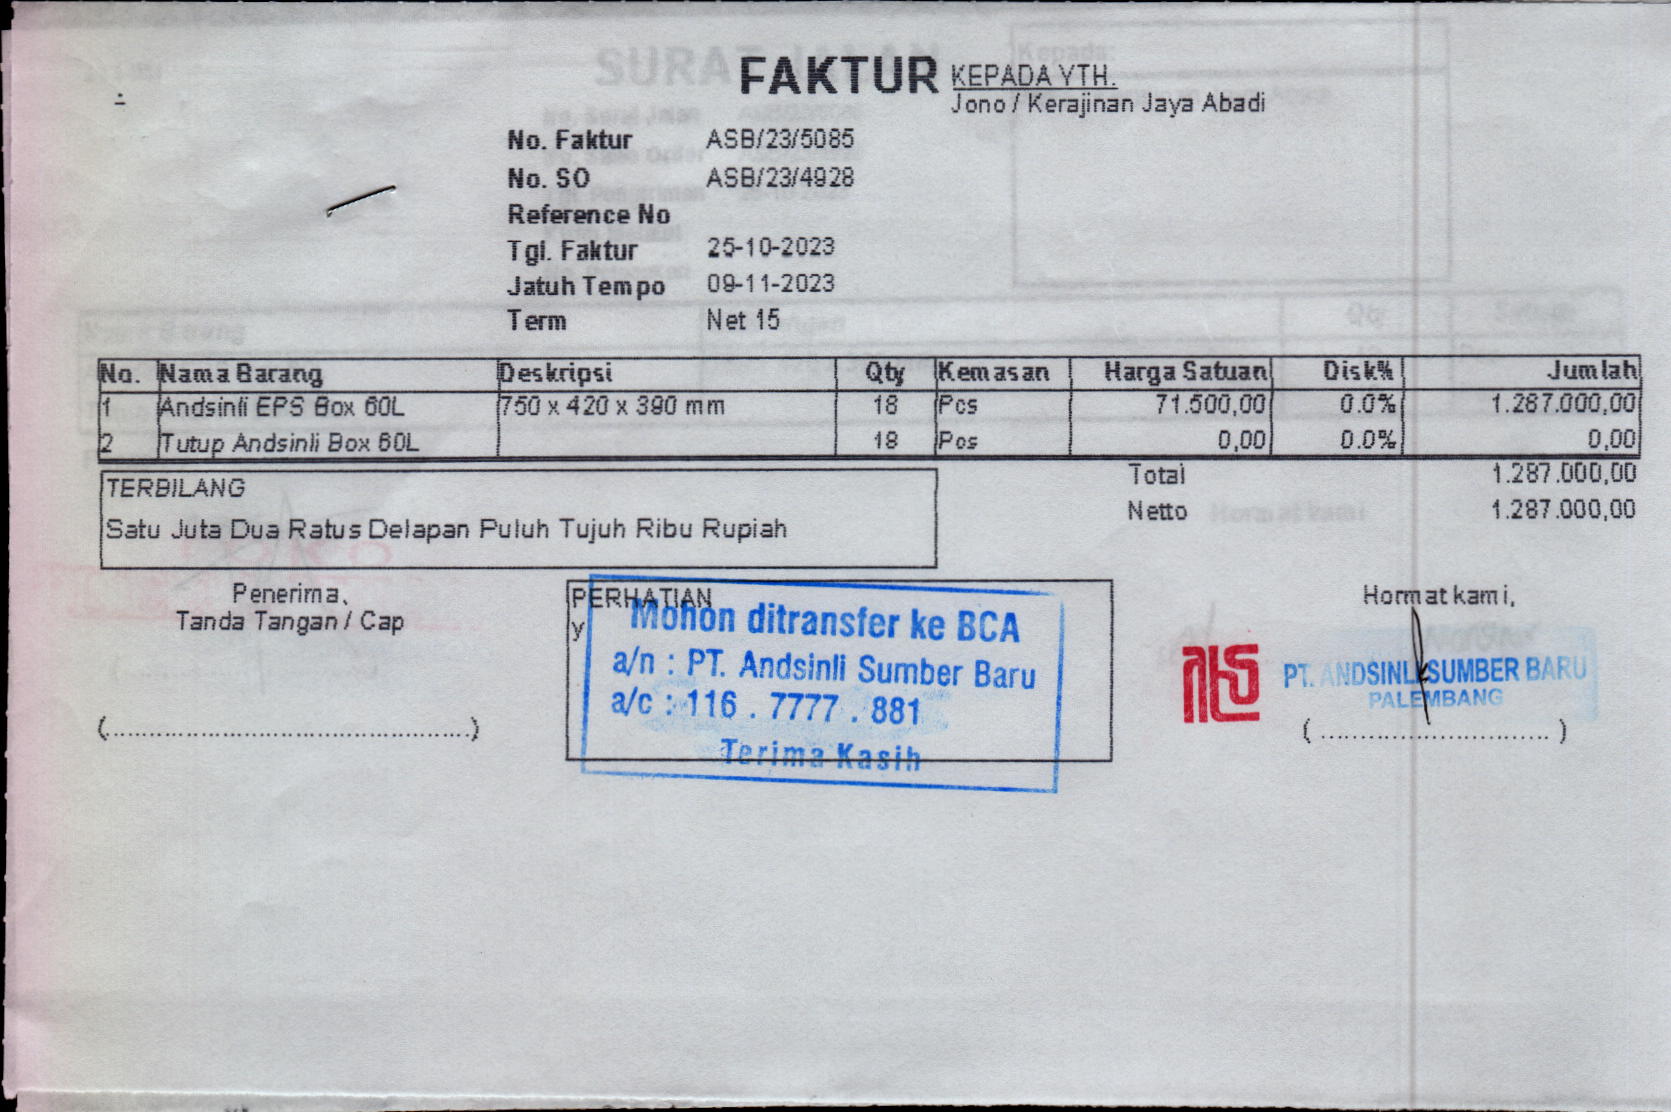 FAKTUR
KEPADA YTH.
Jono / Kerajinan Jaya Abadi
No. Faktur ASB/23/5085
No. SO ASB/23/4928
Reference No
Tgl. Faktur 25-10-2023
Jatuh Tempo 09-11-2023
Term Net 15
No. Nama Barang Deskripsi Qty Kemasan Harga Satuan Disk% Jumlah
1 Andsinli EPS Box 60L 750 x 420 x 390 mm 18 Pcs 71.500,00 0.0% 1.287.000,00
2 Tutup Andsinli Box 60L 18 Pcs 0,00 0.0% 0,00
Total 1.287.000,00
Netto 1.287.000,00
TERBILANG
Satu Juta Dua Ratus Delapan Puluh Tujuh Ribu Rupiah
Penerima,
Tanda Tangan / Cap
(..............................................)
PERHATIAN
y
Mohon ditransfer ke BCA
a/n : PT. Andsinli Sumber Baru
a/c : 116 . 7777 . 881
Terima Kasih
Hormat kami,
PT. ANDSINLI SUMBER BARU
PALEMBANG
( ............................. )
SURAT JALAN
Kepada: